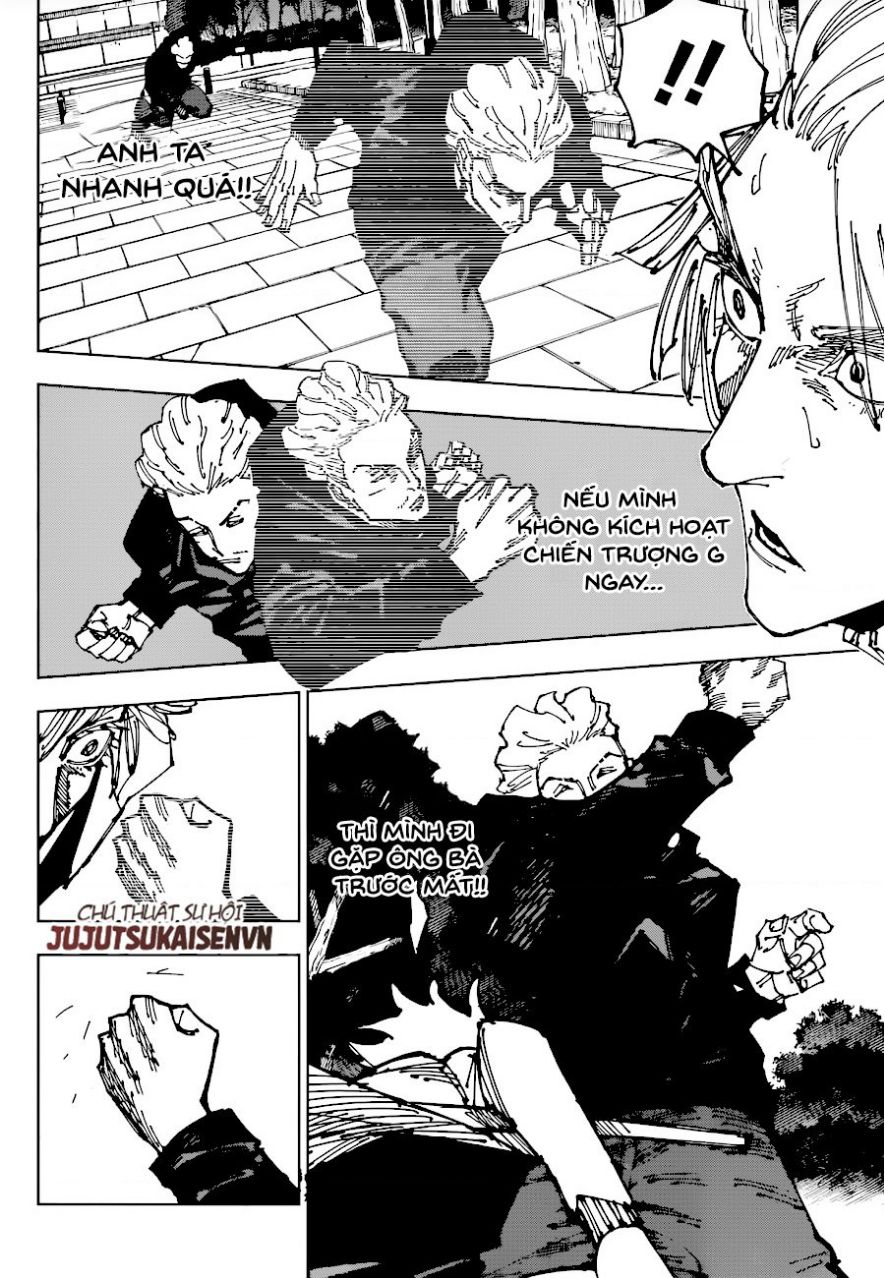 !!
ANH TA
NHANH QUÁ!!
NẾU MÌNH
KHÔNG KÍCH HOẠT
CHIẾN TRƯỢNG G
NGAY...
THÌ MÌNH ĐI
GẶP ÔNG BÀ
TRƯỚC MẤT!!
CHÚ THUẬT SƯ HỒI
JUJUTSUKAISENVN